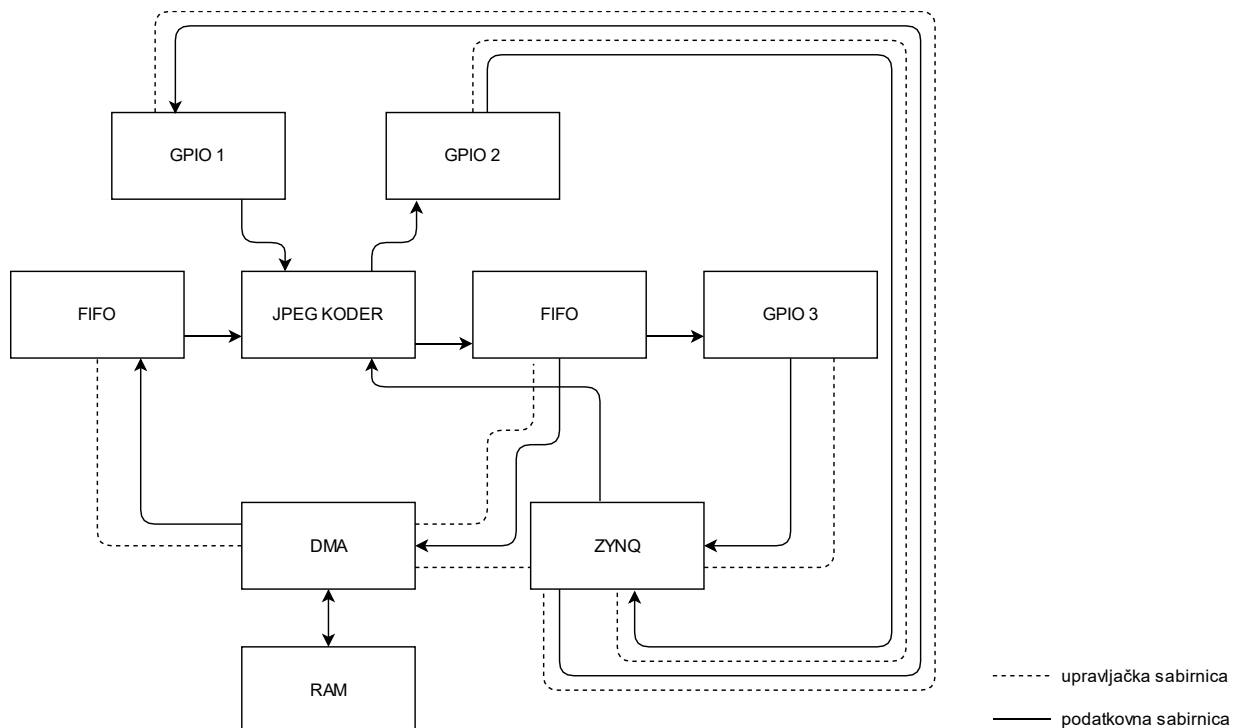 GPIO 1
GPIO 2
FIFO
JPEG KODER
FIFO
GPIO 3
DMA
ZYNQ
RAM
upravljačka sabirnica
podatkovna sabirnica